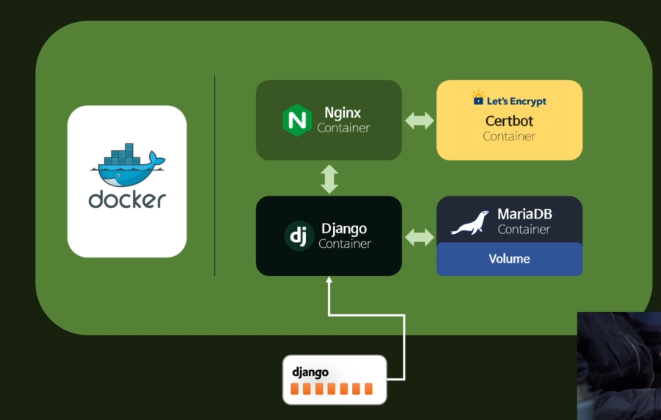 docker
Nginx
Container
Let's Encrypt
Certbot
Container
dj
Django
Container
MariaDB
Container
Volume
django